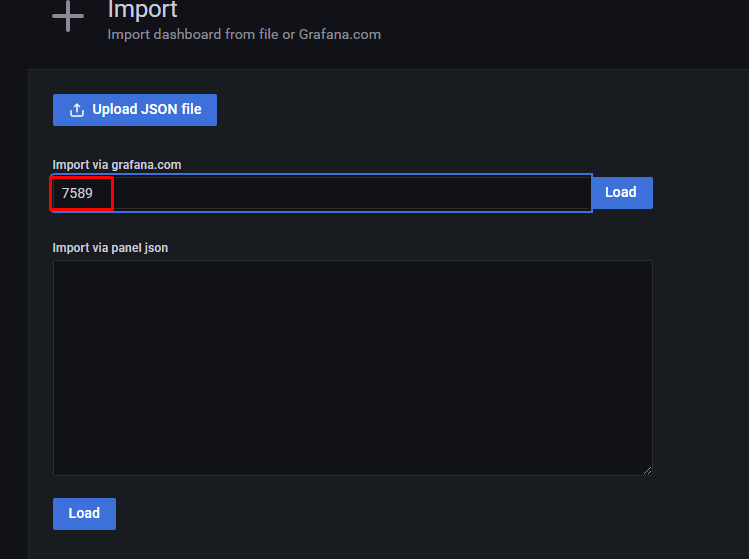 Import
Import dashboard from file or Grafana.com
Upload JSON file
Import via grafana.com
7589
Load
Import via panel json
Load